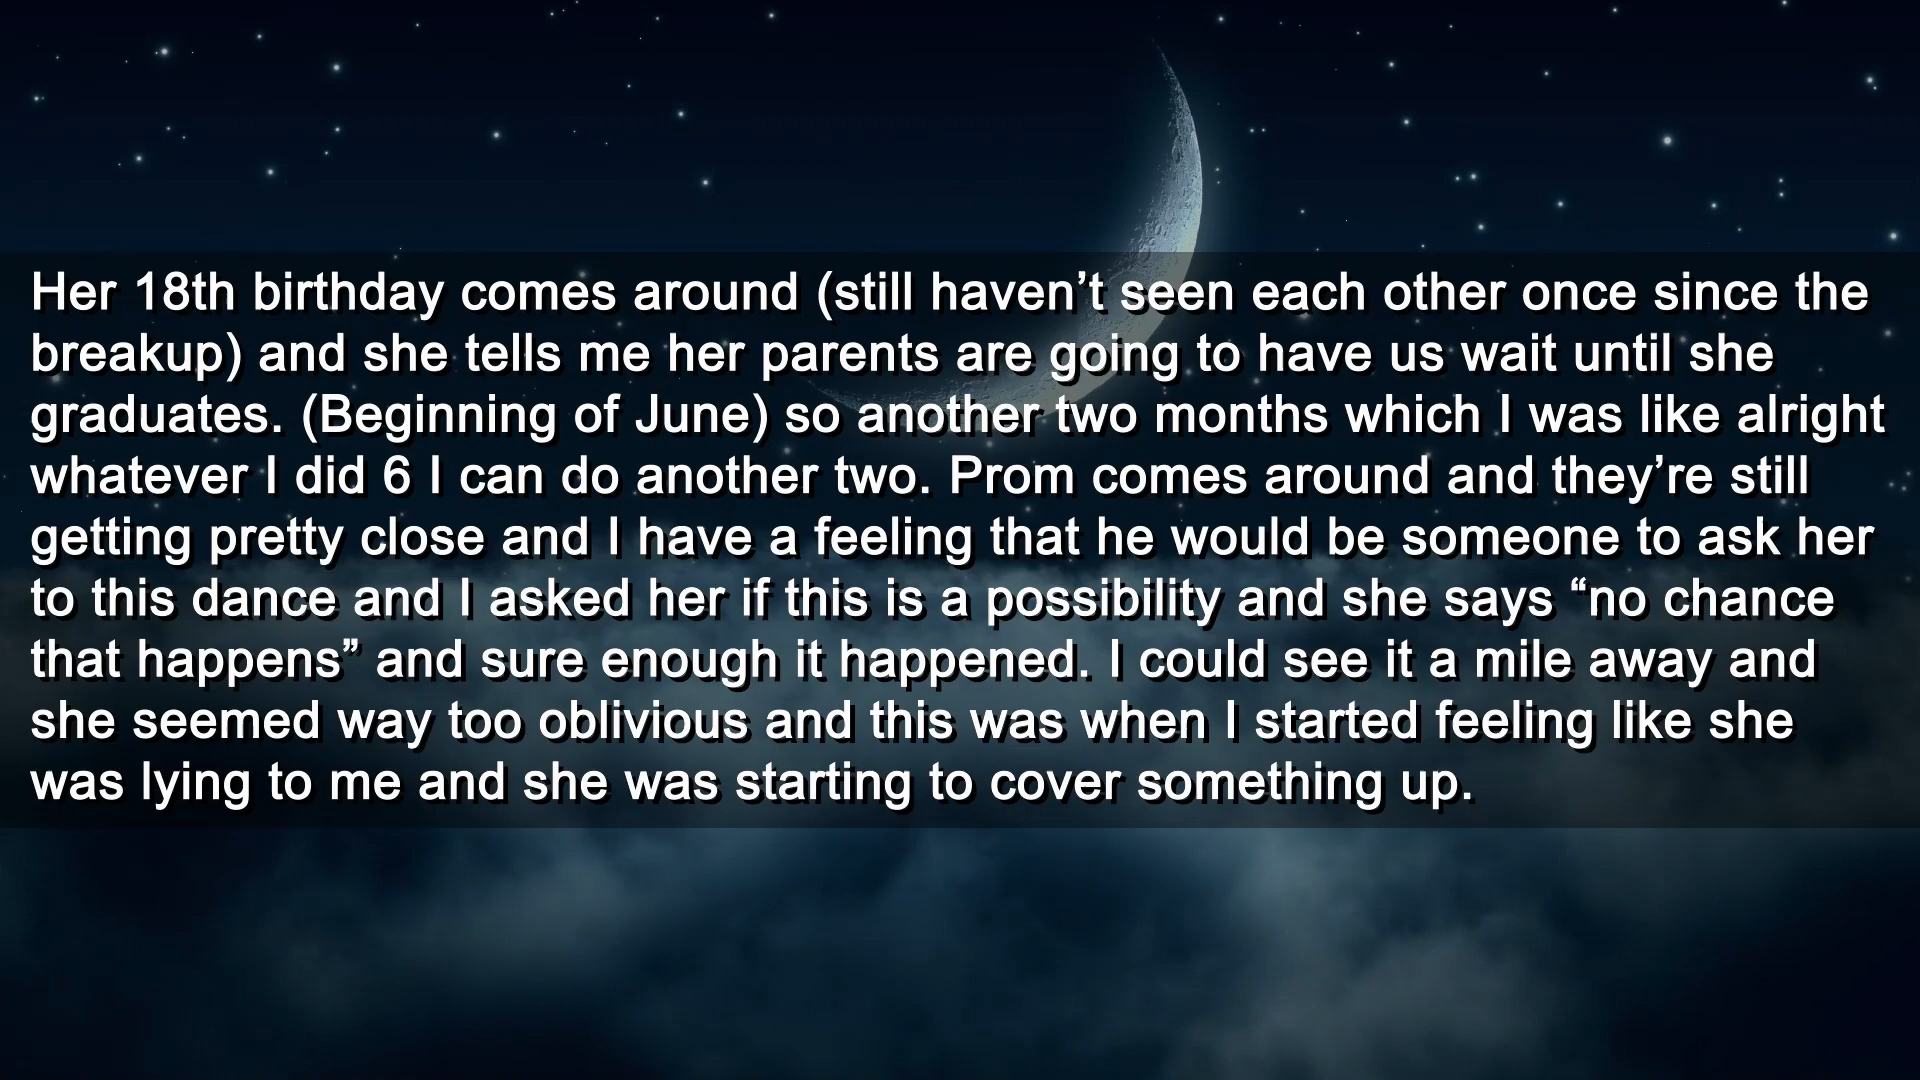 Her 18th birthday comes around (still haven’t seen each other once since the
breakup) and she tells me her parents are going to have us wait until she
graduates. (Beginning of June) so another two months which I was like alright
whatever I did 6 I can do another two. Prom comes around and they’re still
getting pretty close and I have a feeling that he would be someone to ask her
to this dance and I asked her if this is a possibility and she says “no chance
that happens” and sure enough it happened. I could see it a mile away and
she seemed way too oblivious and this was when I started feeling like she
was lying to me and she was starting to cover something up.